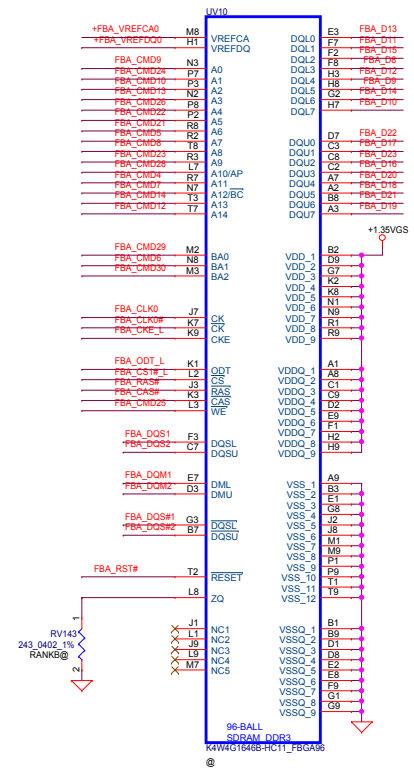 UV10
+FBA_VREFCA0 M8 VREFCA DQL0 E3 FBA_D13
+FBA_VREFDQ0 H1 VREFDQ DQL1 F7 FBA_D11
DQL2 F2 FBA_D15
FBA_CMD9 N3 A0 DQL3 F8 FBA_D8
FBA_CMD24 P7 A1 DQL4 H3 FBA_D12
FBA_CMD10 P3 A2 DQL5 H8 FBA_D9
FBA_CMD13 N2 A3 DQL6 G2 FBA_D14
FBA_CMD26 P8 A4 DQL7 H7 FBA_D10
FBA_CMD22 P2 A5
FBA_CMD21 R8 A6
FBA_CMD5 R2 A7 DQU0 D7 FBA_D22
FBA_CMD8 T8 A8 DQU1 C3 FBA_D17
FBA_CMD23 R3 A9 DQU2 C8 FBA_D23
FBA_CMD28 L7 A10/AP DQU3 C2 FBA_D16
FBA_CMD4 R7 A11 DQU4 A7 FBA_D20
FBA_CMD7 N7 A12/BC DQU5 A2 FBA_D18
FBA_CMD14 T3 A13 DQU6 B8 FBA_D21
FBA_CMD12 T7 A14 DQU7 A3 FBA_D19
+1.35VGS
FBA_CMD29 M2 BA0 VDD_1 B2
FBA_CMD6 N8 BA1 VDD_2 D9
FBA_CMD30 M3 BA2 VDD_3 G7
VDD_4 K2
VDD_5 K8
VDD_6 N1
FBA_CLK0 J7 CK VDD_7 N9
FBA_CLK0# K7 CK VDD_8 R1
FBA_CKE_L K9 CKE VDD_9 R9
FBA_ODT_L K1 ODT VDDQ_1 A1
FBA_CS1#_L L2 CS VDDQ_2 A8
FBA_RAS# J3 RAS VDDQ_3 C1
FBA_CAS# K3 CAS VDDQ_4 C9
FBA_CMD25 L3 WE VDDQ_5 D2
VDDQ_6 E9
VDDQ_7 F1
FBA_DQS1 F3 DQSL VDDQ_8 H2
FBA_DQS2 C7 DQSU VDDQ_9 H9
FBA_DQM1 E7 DML VSS_1 A9
FBA_DQM2 D3 DMU VSS_2 B3
VSS_3 E1
VSS_4 G8
FBA_DQS#1 G3 DQSL VSS_5 J2
FBA_DQS#2 B7 DQSU VSS_6 J8
VSS_7 M1
VSS_8 M9
VSS_9 P1
FBA_RST# T2 RESET VSS_10 P9
VSS_11 T1
L8 ZQ VSS_12 T9
J1 NC1 VSSQ_1 B1
L1 NC2 VSSQ_2 B9
J9 NC3 VSSQ_3 D1
L9 NC4 VSSQ_4 D8
M7 NC5 VSSQ_5 E2
VSSQ_6 E8
VSSQ_7 F9
VSSQ_8 G1
VSSQ_9 G9
1
RV143
243_0402_1%
RANKB@
2
96-BALL
SDRAM_DDR3
K4W4G1646B-HC11_FBGA96
@